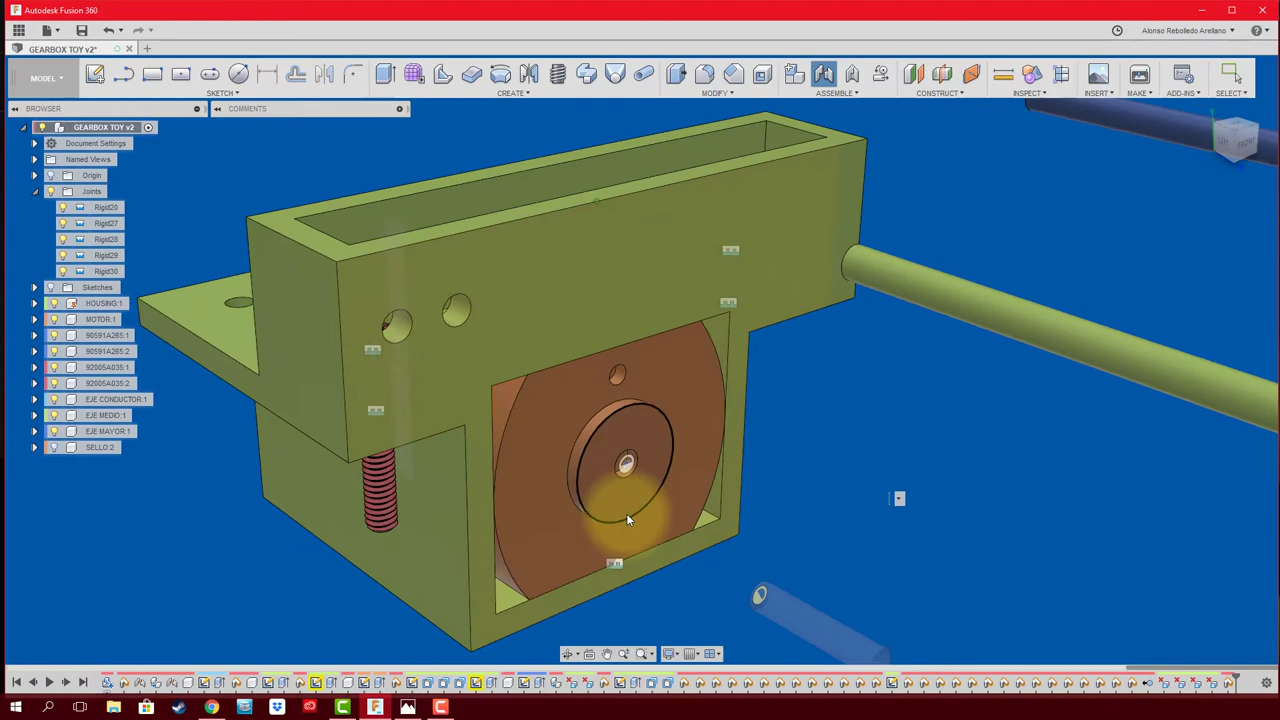 Autodesk Fusion 360
Alonso Rebolledo Arellano
GEARBOX TOY v2*
MODEL
SKETCH
CREATE
MODIFY
ASSEMBLE
CONSTRUCT
INSPECT
INSERT
MAKE
ADD-INS
SELECT
BROWSER
COMMENTS
GEARBOX TOY v2
Document Settings
Named Views
Origin
Joints
Rigid20
Rigid27
Rigid28
Rigid29
Rigid30
Sketches
HOUSING:1
MOTOR:1
90591A265:1
90591A265:2
92005A035:1
92005A035:2
EJE CONDUCTOR:1
EJE MEDIO:1
EJE MAYOR:1
SELLO:2
LEFT
FRONT